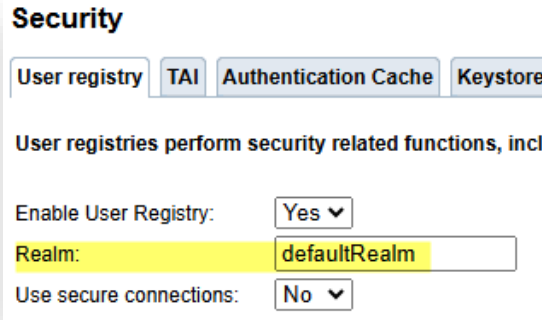 Security
User registry TAI Authentication Cache Keystore
User registries perform security related functions, incl
Enable User Registry: Yes
Realm: defaultRealm
Use secure connections: No